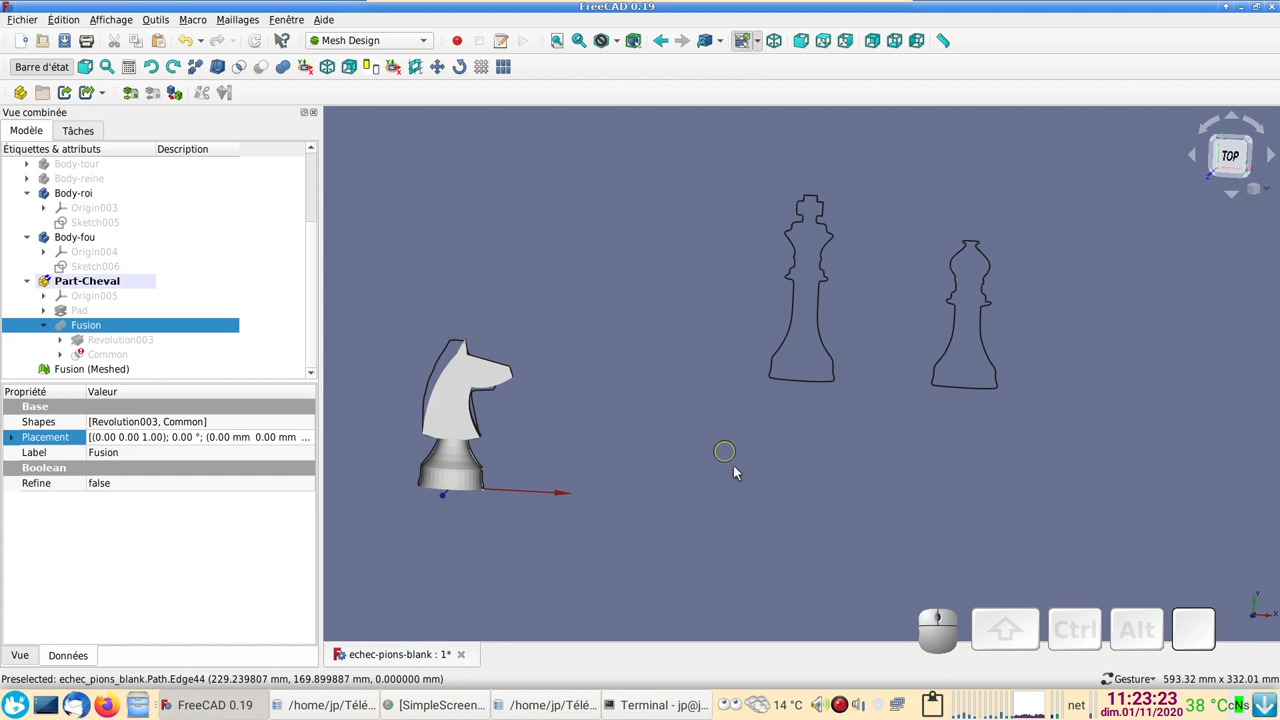 FreeCAD 0.19
Fichier Édition Affichage Outils Macro Maillages Fenêtre Aide
Mesh Design
Barre d'état
Vue combinée
Modèle Tâches
Étiquettes & attributs Description
Body-tour
Body-reine
Body-roi
Origin003
Sketch005
Body-fou
Origin004
Sketch006
Part-Cheval
Origin005
Pad
Fusion
Revolution003
Common
Fusion (Meshed)
Propriété Valeur
Base
Shapes [Revolution003, Common]
Placement [(0.00 0.00 1.00); 0.00 °; (0.00 mm 0.00 mm ...
Label Fusion
Boolean
Refine false
TOP
Y
X
Ctrl Alt
Vue Données
echec-pions-blank : 1*
Preselected: echec_pions_blank.Path.Edge44 (229.239807 mm, 169.899887 mm, 0.000000 mm)
Gesture 593.32 mm x 332.01 mm
FreeCAD 0.19
/home/jp/Télé...
[SimpleScreen...
/home/jp/Télé...
Terminal - jp@j...
14 °C
net
11:23:23
dim.01/11/2020
38 °C